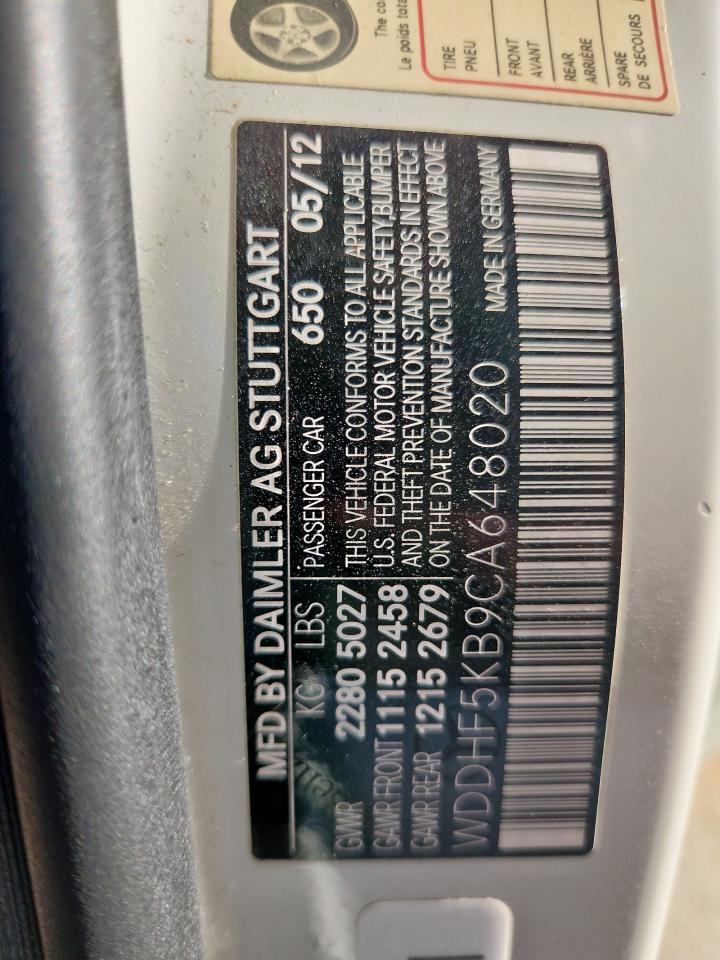 The co
Le poids tota
TIRE
PNEU
FRONT
AVANT
REAR
ARRIÈRE
SPARE
DE SECOURS
MFD BY DAIMLER AG STUTTGART
KG LBS PASSENGER CAR 650 05/12
GWR 2280 5027
GAWR FRONT 1115 2458
GAWR REAR 1215 2679
THIS VEHICLE CONFORMS TO ALL APPLICABLE
U.S. FEDERAL MOTOR VEHICLE SAFETY,BUMPER
AND THEFT PREVENTION STANDARDS IN EFFECT
ON THE DATE OF MANUFACTURE SHOWN ABOVE
WDDHF5KB9CA648020 MADE IN GERMANY